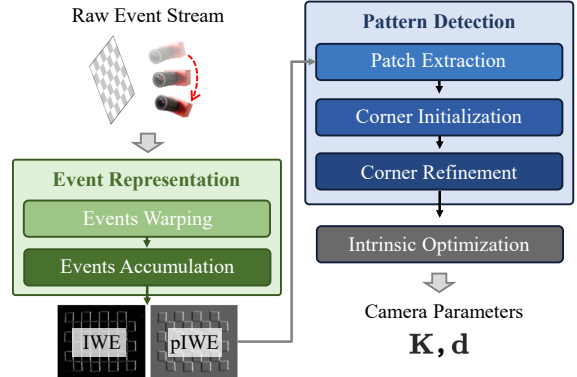 Raw Event Stream
Event Representation
Events Warping
Events Accumulation
IWE
pIWE
Pattern Detection
Patch Extraction
Corner Initialization
Corner Refinement
Intrinsic Optimization
Camera Parameters
K, d